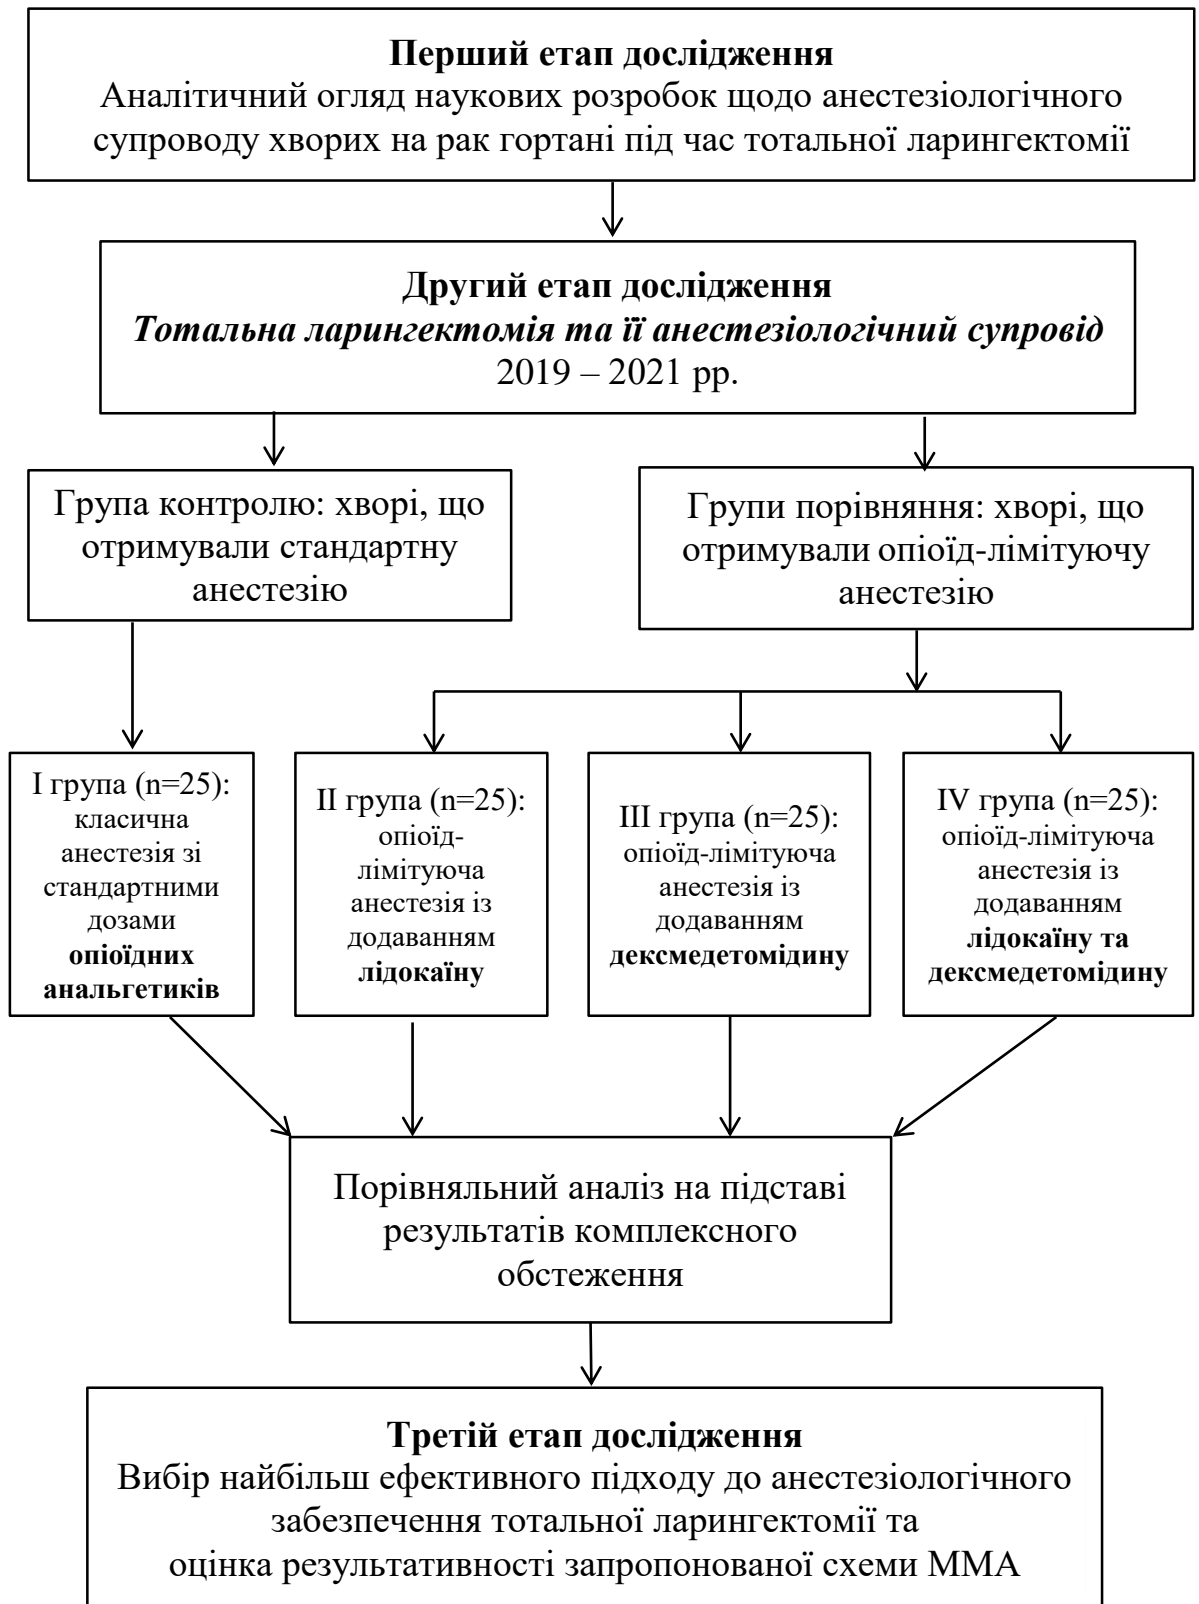 Перший етап дослідження
Аналітичний огляд наукових розробок щодо анестезіологічного
супроводу хворих на рак гортані під час тотальної ларингектомії
Другий етап дослідження
Тотальна ларингектомія та її анестезіологічний супровід
2019 – 2021 рр.
Група контролю: хворі, що
отримували стандартну
анестезію
Групи порівняння: хворі, що
отримували опіоїд-лімітуючу
анестезію
I група (n=25):
класична
анестезія зі
стандартними
дозами
опіоїдних
анальгетиків
II група (n=25):
опіоїд-
лімітуюча
анестезія із
додаванням
лідокаїну
III група (n=25):
опіоїд-лімітуюча
анестезія із
додаванням
дексмедетомідину
IV група (n=25):
опіоїд-лімітуюча
анестезія із
додаванням
лідокаїну та
дексмедетомідину
Порівняльний аналіз на підставі
результатів комплексного
обстеження
Третій етап дослідження
Вибір найбільш ефективного підходу до анестезіологічного
забезпечення тотальної ларингектомії та
оцінка результативності запропонованої схеми ММА